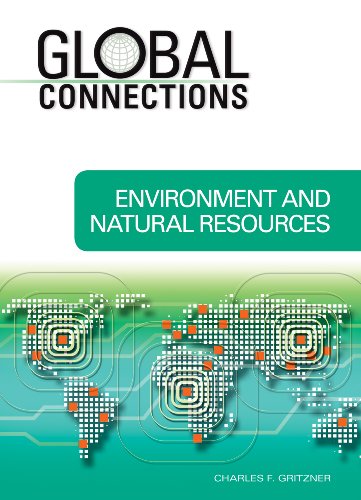 GLOBAL
CONNECTIONS
ENVIRONMENT AND
NATURAL RESOURCES
CHARLES F. GRITZNER